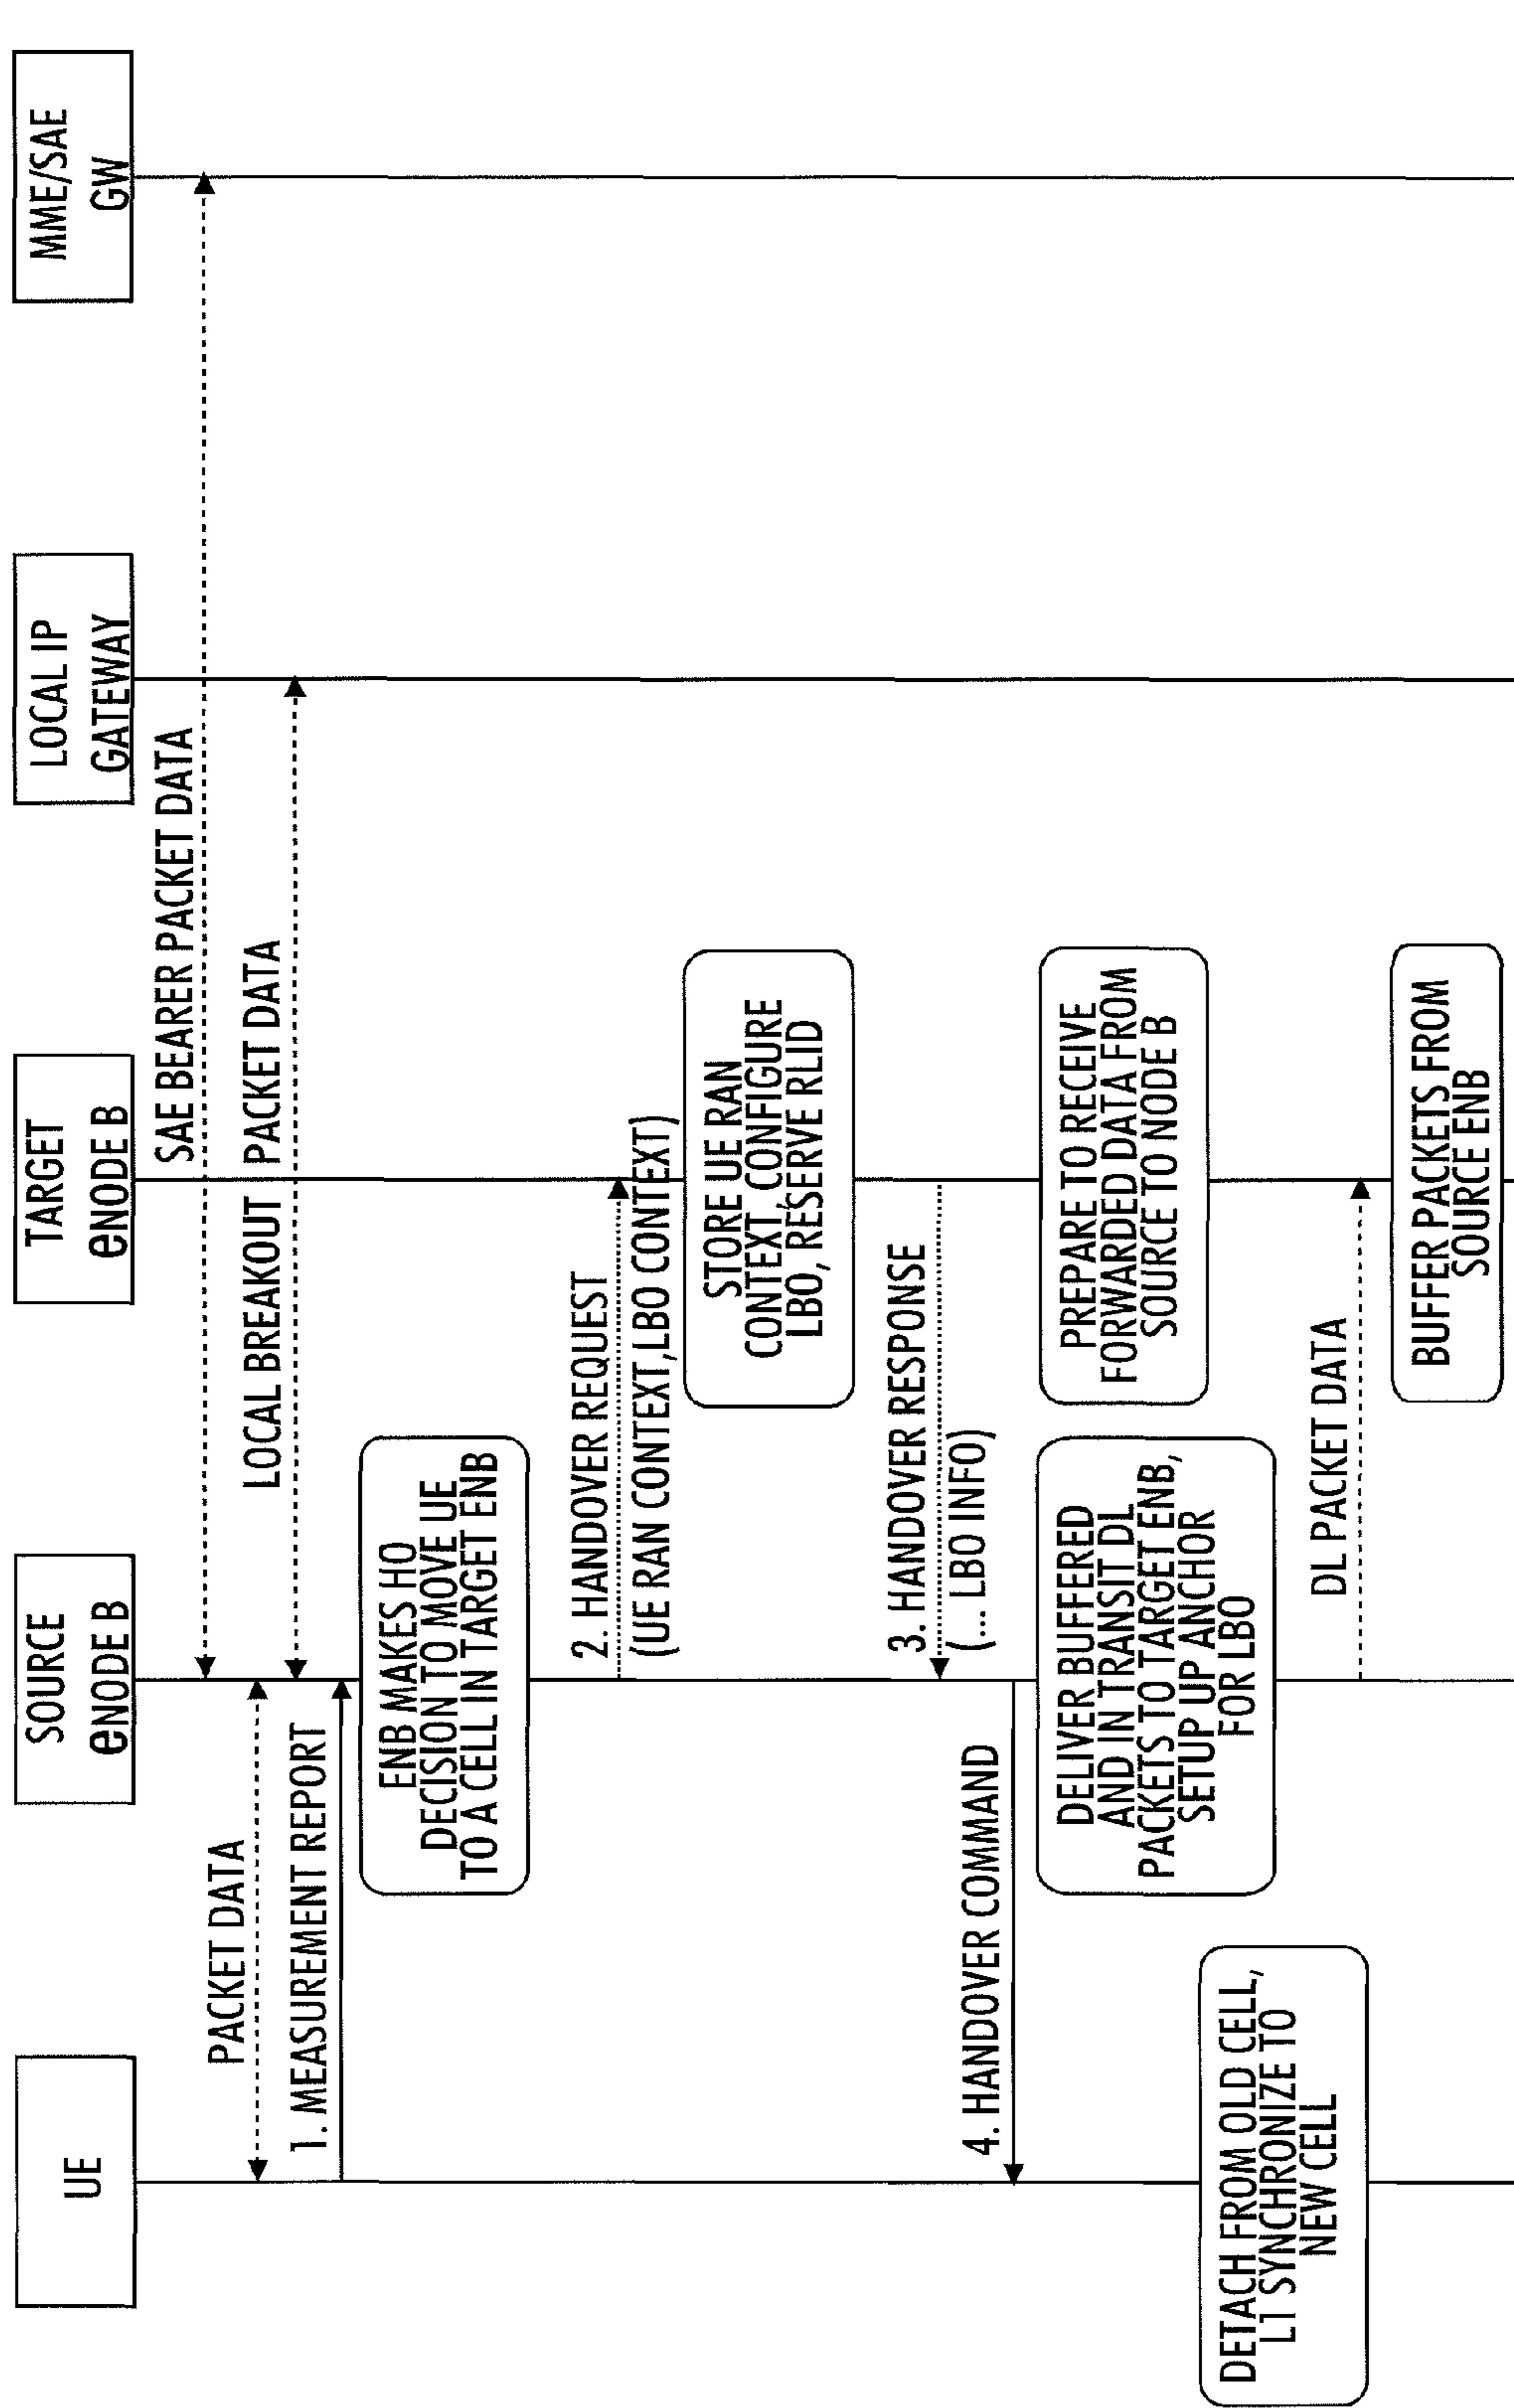 UE
SOURCE
eNODE B
TARGET
eNODE B
LOCAL IP
GATEWAY
MME/SAE
GW
SAE BEARER PACKET DATA
PACKET DATA
LOCAL BREAKOUT PACKET DATA
1. MEASUREMENT REPORT
ENB MAKES HO
DECISION TO MOVE UE
TO A CELL IN TARGET ENB
2. HANDOVER REQUEST
(UE RAN CONTEXT,LBO CONTEXT)
STORE UE RAN
CONTEXT, CONFIGURE
LBO, RESERVE RLID
3. HANDOVER RESPONSE
(... LBO INFO)
4. HANDOVER COMMAND
DELIVER BUFFERED
AND IN TRANSIT DL
PACKETS TO TARGET ENB,
SETUP UP ANCHOR
FOR LBO
PREPARE TO RECEIVE
FORWARDED DATA FROM
SOURCE TO NODE B
DETACH FROM OLD CELL,
L1 SYNCHRONIZE TO
NEW CELL
DL PACKET DATA
BUFFER PACKETS FROM
SOURCE ENB